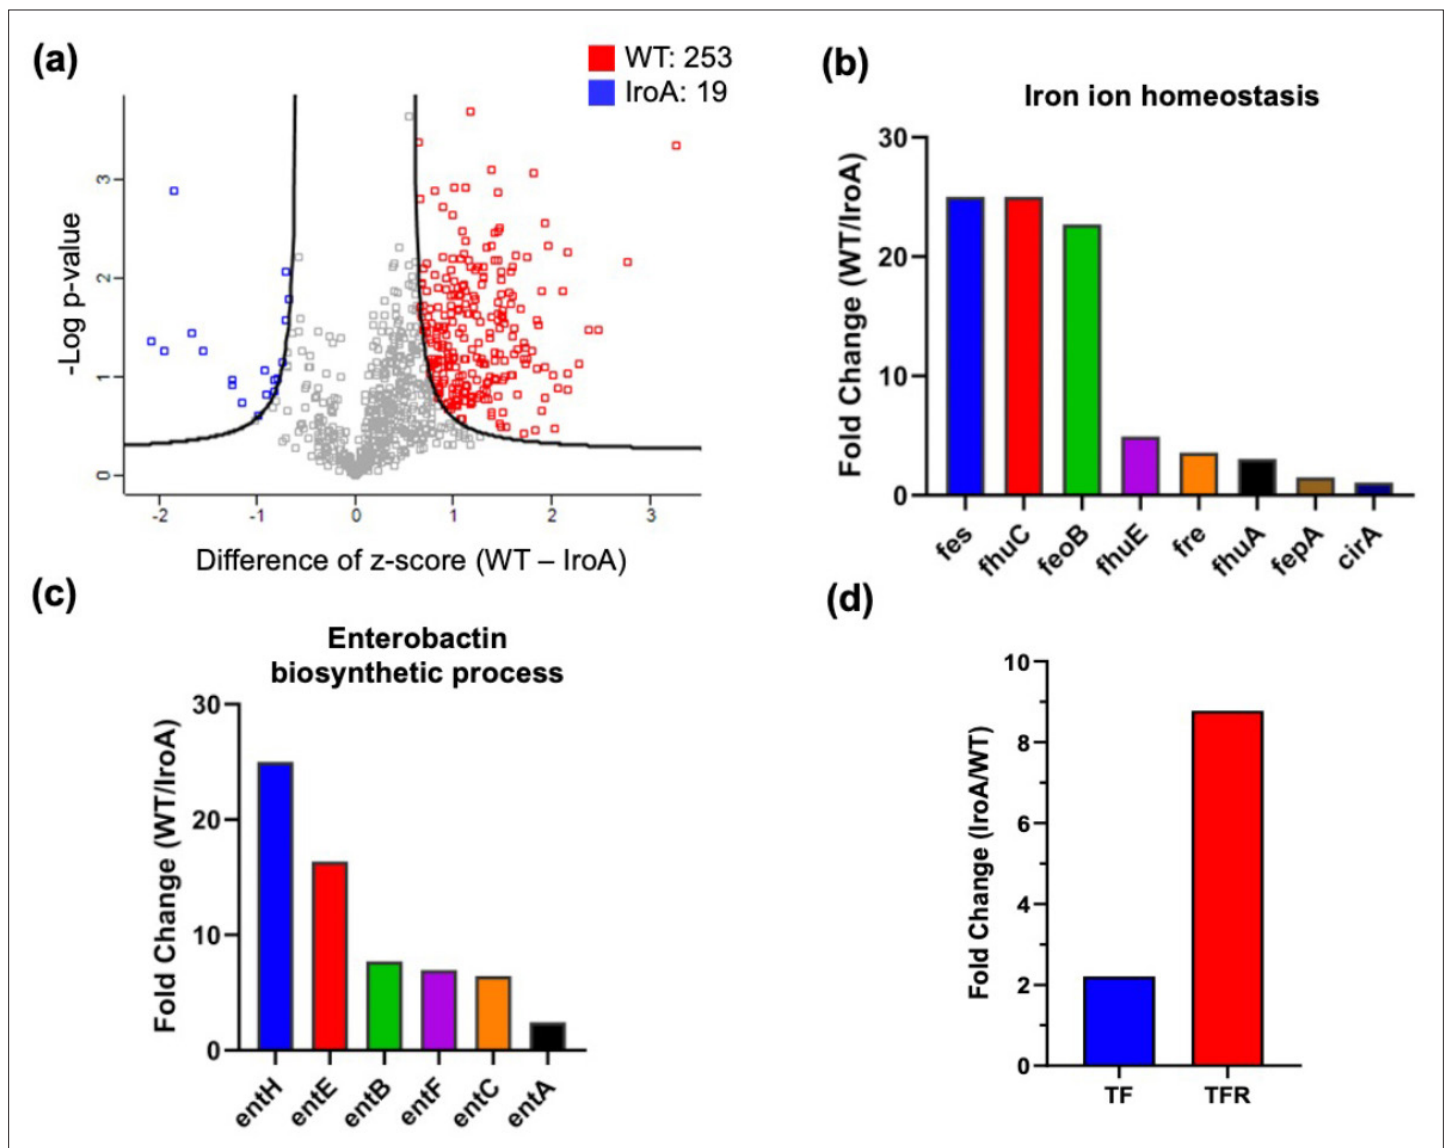 (a)
WT: 253
IroA: 19
-Log p-value
3
2
1
0
-2 -1 0 1 2 3
Difference of z-score (WT – IroA)
(b)
Iron ion homeostasis
Fold Change (WT/IroA)
30
20
10
0
fes fhuC feoB fhuE fre fhuA fepA cirA
(c)
Enterobactin
biosynthetic process
Fold Change (WT/IroA)
30
20
10
0
entH entE entB entF entC entA
(d)
Fold Change (IroA/WT)
10
8
6
4
2
0
TF TFR